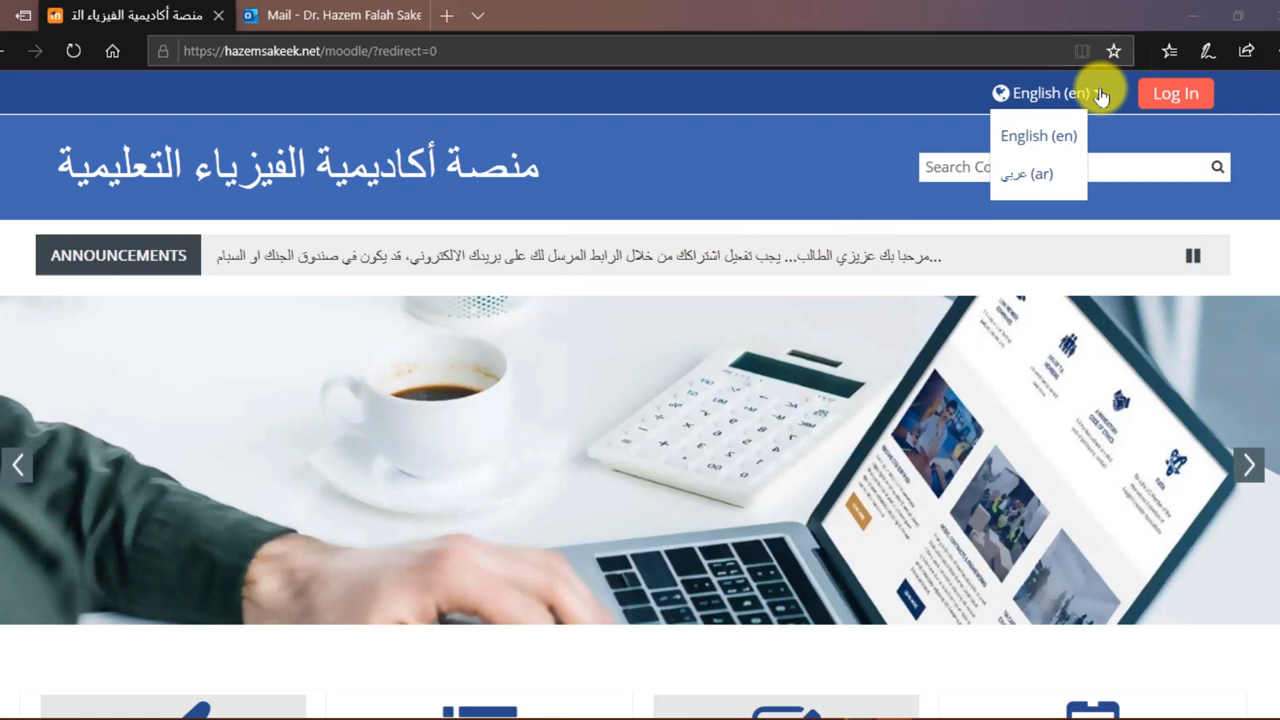 منصة أكاديمية الفيزياء الت
Mail - Dr. Hazem Falah Sake
https://hazemsakeek.net/moodle/?redirect=0
English (en)
Log In
English (en)
عربي (ar)
منصة أكاديمية الفيزياء التعليمية
Search Co
ANNOUNCEMENTS
مرحبا بك عزيزي الطالب... يجب تفعيل اشتراكك من خلال الرابط المرسل لك على بريدك الالكتروني، قد يكون في صندوق الجنك او السبام...